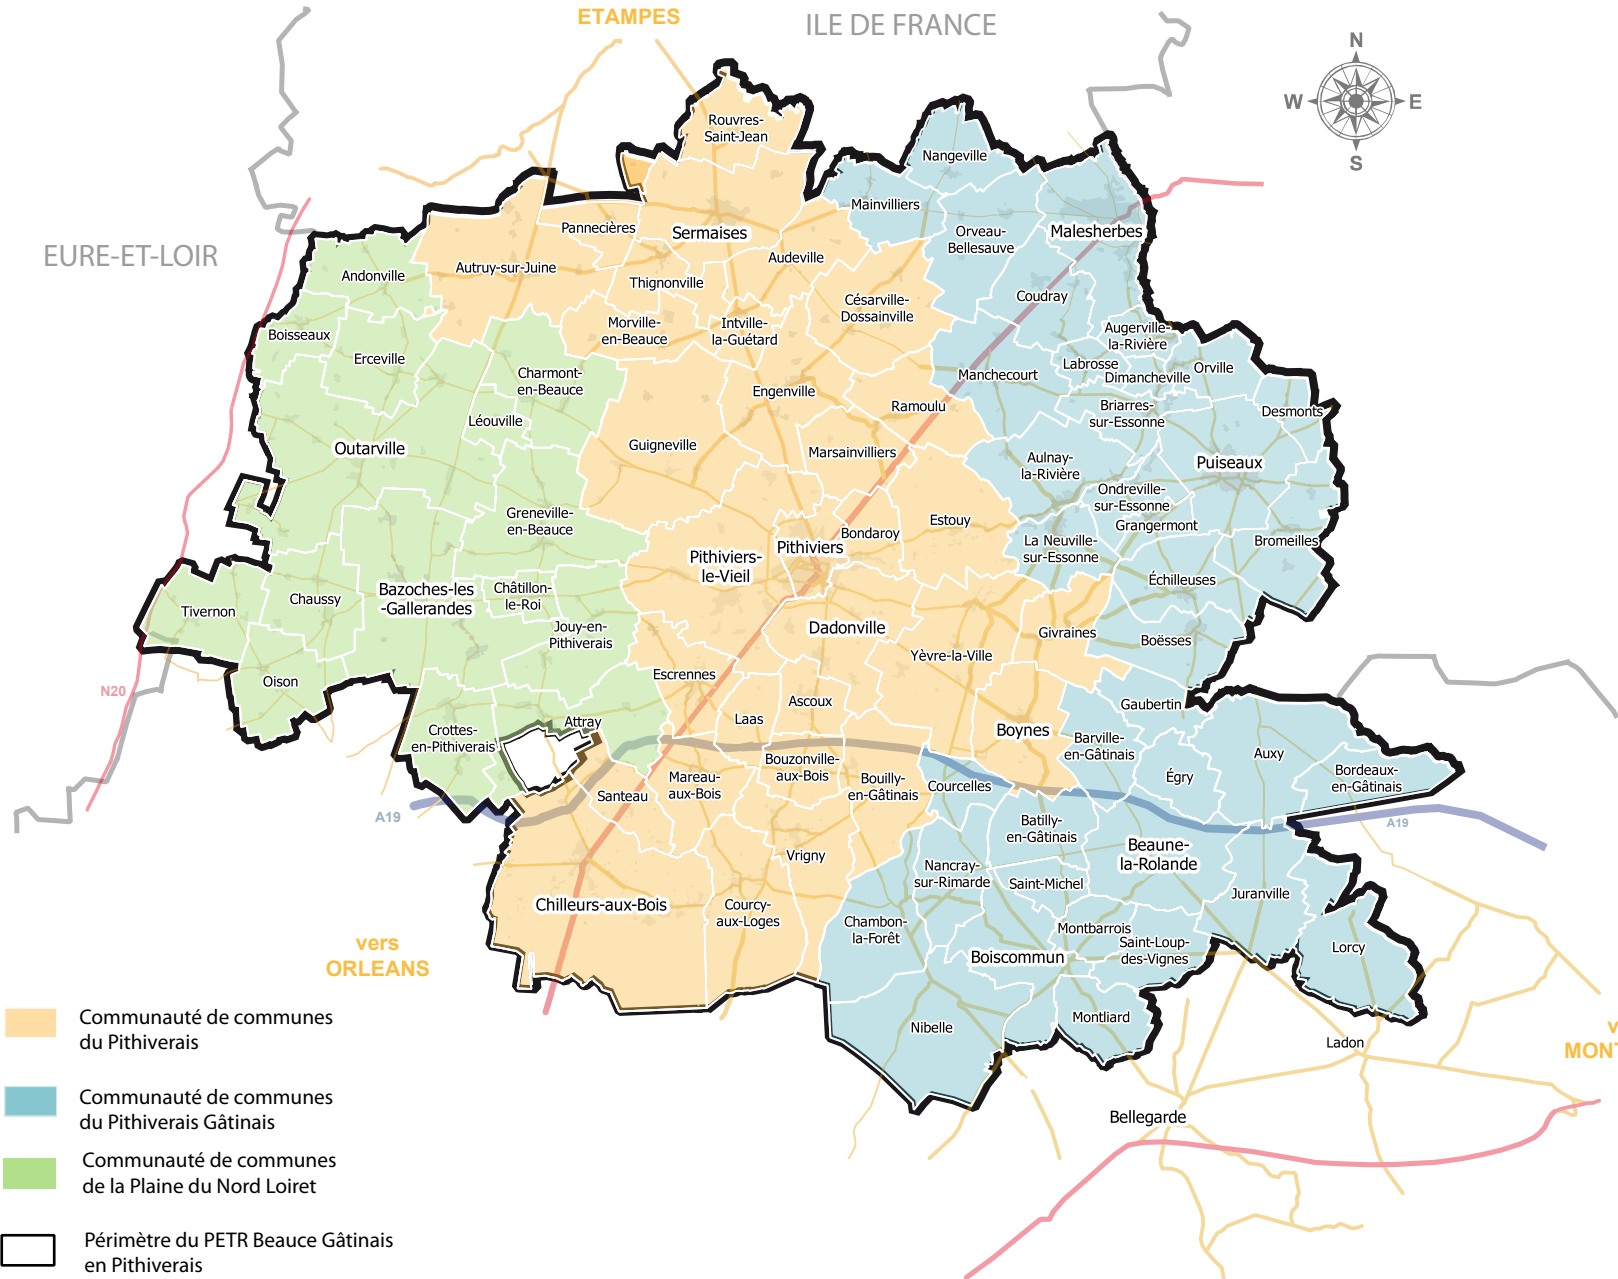 ETAMPES
ILE DE FRANCE
N
W
E
S
EURE-ET-LOIR
Rouvres-
Saint-Jean
Nangeville
Mainvilliers
Pannecières
Sermaises
Orveau-
Bellesauve
Malesherbes
Andonville
Autruy-sur-Juine
Audeville
Thignonville
Césarville-
Dossainville
Coudray
Boisseaux
Morville-
en-Beauce
Intville-
la-Guétard
Augerville-
la-Rivière
Erceville
Charmont-
en-Beauce
Engenville
Manchecourt
Labrosse
Dimancheville
Orville
Léouville
Ramoulu
Briarres-
sur-Essonne
Desmonts
Outarville
Guigneville
Marsainvilliers
Aulnay-
la-Rivière
Puiseaux
Ondreville-
sur-Essonne
Greneville-
en-Beauce
Estouy
Grangermont
Bondaroy
Pithiviers
Pithiviers-
le-Vieil
La Neuville-
sur-Essonne
Bromeilles
Échilleuses
Tivernon
Chaussy
Bazoches-les
-Gallerandes
Châtillon-
le-Roi
Jouy-en-
Pithiverais
Dadonville
Givraines
Boësses
Yèvre-la-Ville
Oison
Escrennes
N20
Ascoux
Laas
Gaubertin
Attray
Crottes-
en-Pithiverais
Boynes
Barville-
en-Gâtinais
Auxy
Bouzonville-
aux-Bois
Égry
Bordeaux-
en-Gâtinais
Mareau-
aux-Bois
Bouilly-
en-Gâtinais
Courcelles
Santeau
A19
A19
Batilly-
en-Gâtinais
Beaune-
la-Rolande
Vrigny
Nancray-
sur-Rimarde
Saint-Michel
Juranville
Chilleurs-aux-Bois
Courcy-
aux-Loges
Chambon-
la-Forêt
Montbarrois
Saint-Loup-
des-Vignes
Lorcy
Boiscommun
vers
ORLEANS
Nibelle
Montliard
Ladon
MONT
Bellegarde
Communauté de communes
du Pithiverais
Communauté de communes
du Pithiverais Gâtinais
Communauté de communes
de la Plaine du Nord Loiret
Périmètre du PETR Beauce Gâtinais
en Pithiverais